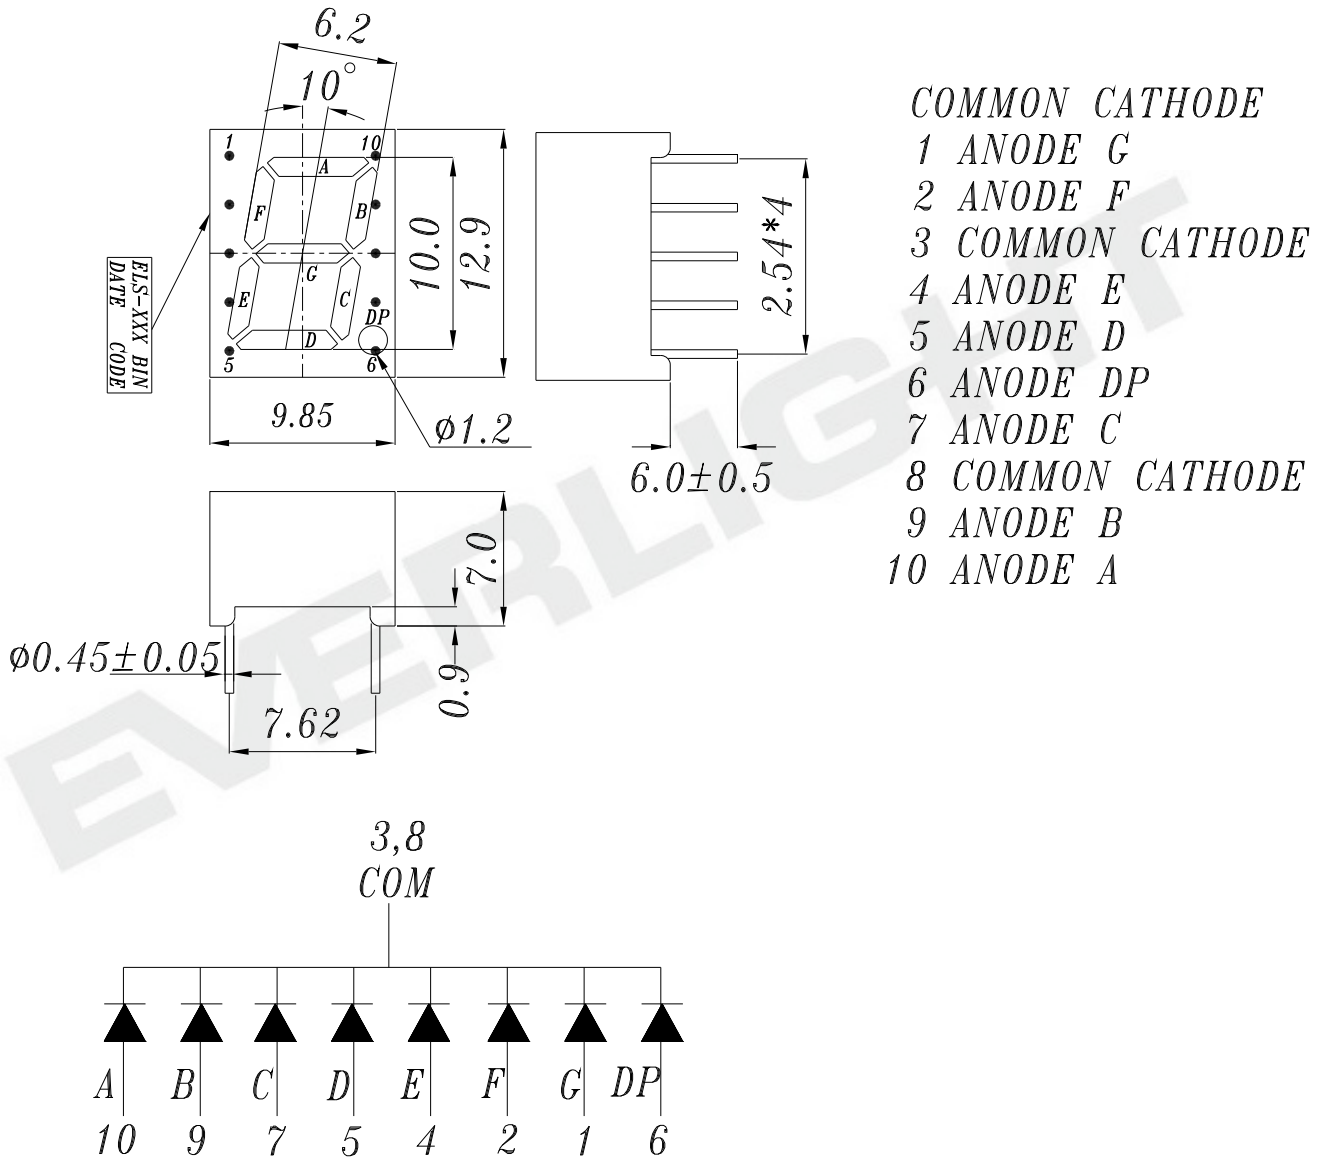 6.2
10°
1
10
A
F
B
G
E
C
DP
D
5
6
10.0
12.9
ELS-XXX BIN
DATE CODE
9.85
ø1.2
2.54*4
6.0±0.5
COMMON CATHODE
1 ANODE G
2 ANODE F
3 COMMON CATHODE
4 ANODE E
5 ANODE D
6 ANODE DP
7 ANODE C
8 COMMON CATHODE
9 ANODE B
10 ANODE A
7.0
0.9
ø0.45±0.05
7.62
EVERLIGHT
3,8
COM
A B C D E F G DP
10 9 7 5 4 2 1 6